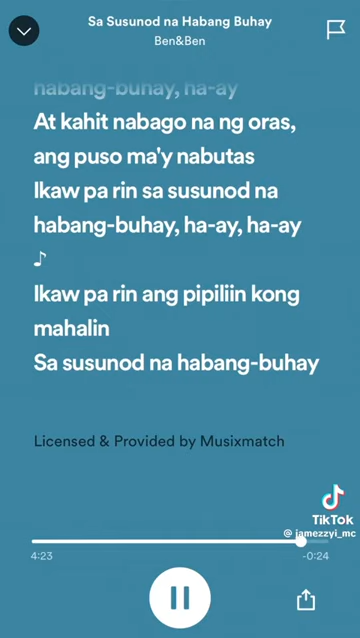 Sa Susunod na Habang Buhay
Ben&Ben
habang-buhay, ha-ay
At kahit nabago na ng oras,
ang puso ma'y nabutas
Ikaw pa rin sa susunod na
habang-buhay, ha-ay, ha-ay
♪
Ikaw pa rin ang pipiliin kong
mahalin
Sa susunod na habang-buhay
Licensed & Provided by Musixmatch
TikTok
@ jamezzyi_mc
4:23
-0:24